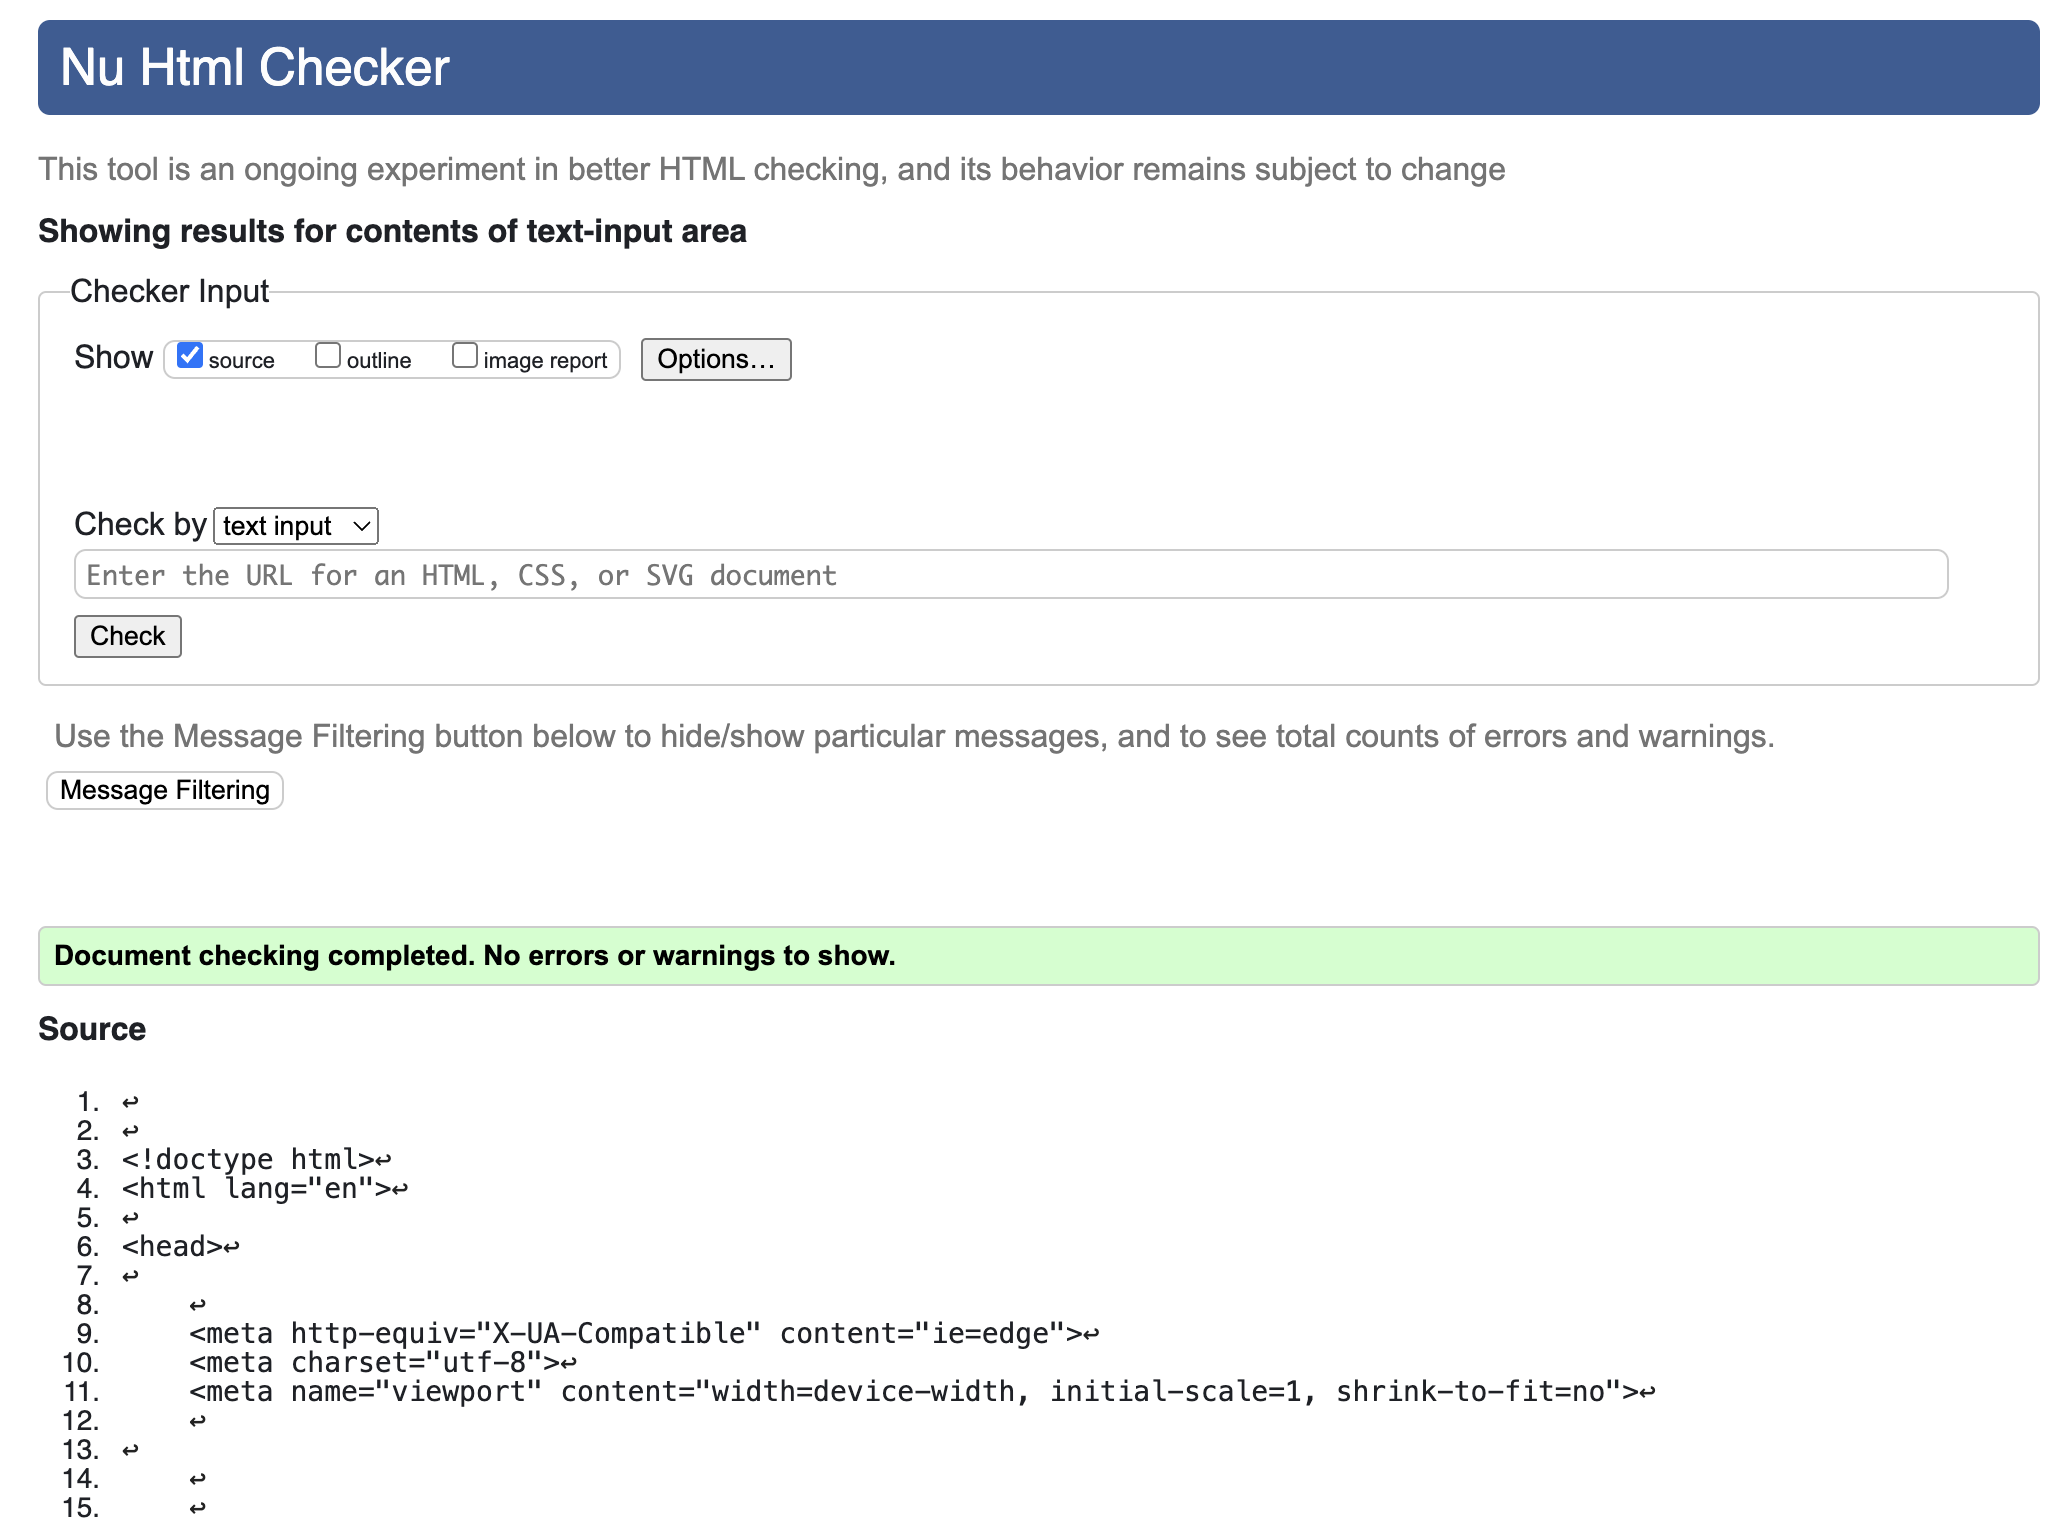 Nu Html Checker
This tool is an ongoing experiment in better HTML checking, and its behavior remains subject to change
Showing results for contents of text-input area
Checker Input
Show source outline image report Options…
Check by text input
Enter the URL for an HTML, CSS, or SVG document
Check
Use the Message Filtering button below to hide/show particular messages, and to see total counts of errors and warnings.
Message Filtering
Document checking completed. No errors or warnings to show.
Source
1. ↩
2. ↩
3. <!doctype html>↩
4. <html lang="en">↩
5. ↩
6. <head>↩
7. ↩
8.     ↩
9.     <meta http-equiv="X-UA-Compatible" content="ie=edge">↩
10.     <meta charset="utf-8">↩
11.     <meta name="viewport" content="width=device-width, initial-scale=1, shrink-to-fit=no">↩
12.     ↩
13. ↩
14.     ↩
15.     ↩